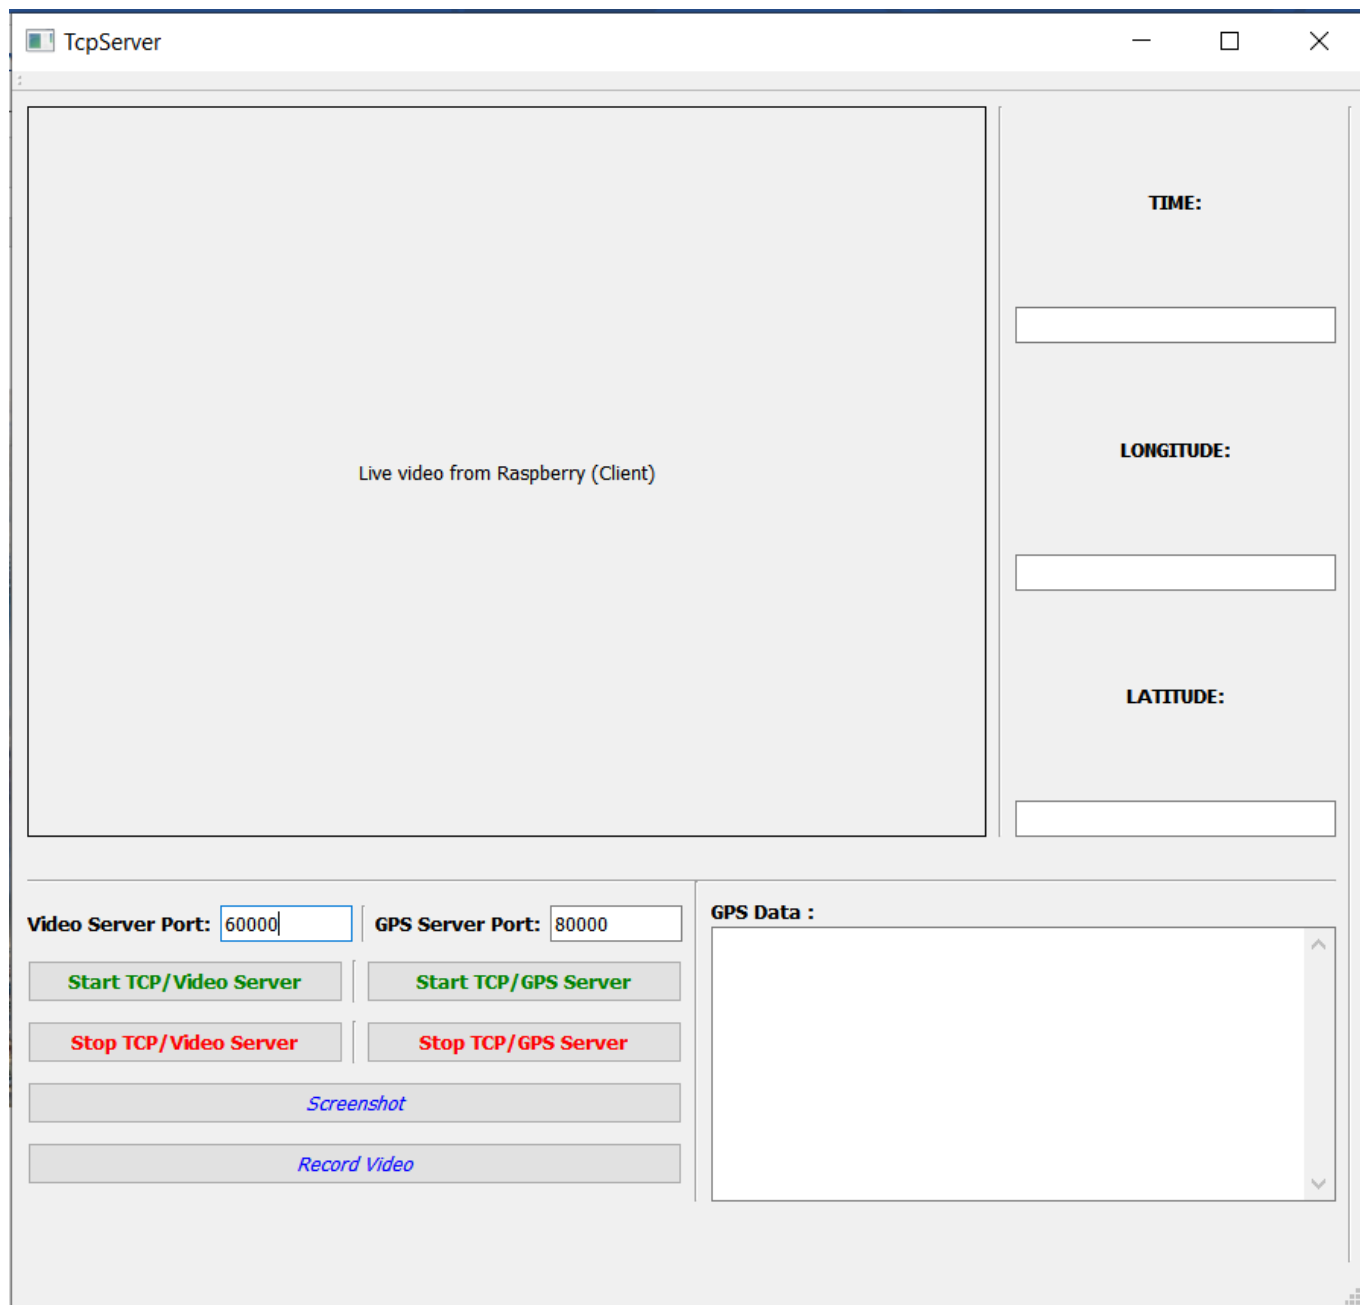 TcpServer
Live video from Raspberry (Client)
TIME:
LONGITUDE:
LATITUDE:
Video Server Port: 60000 GPS Server Port: 80000
Start TCP/Video Server Start TCP/GPS Server
Stop TCP/Video Server Stop TCP/GPS Server
Screenshot
Record Video
GPS Data :